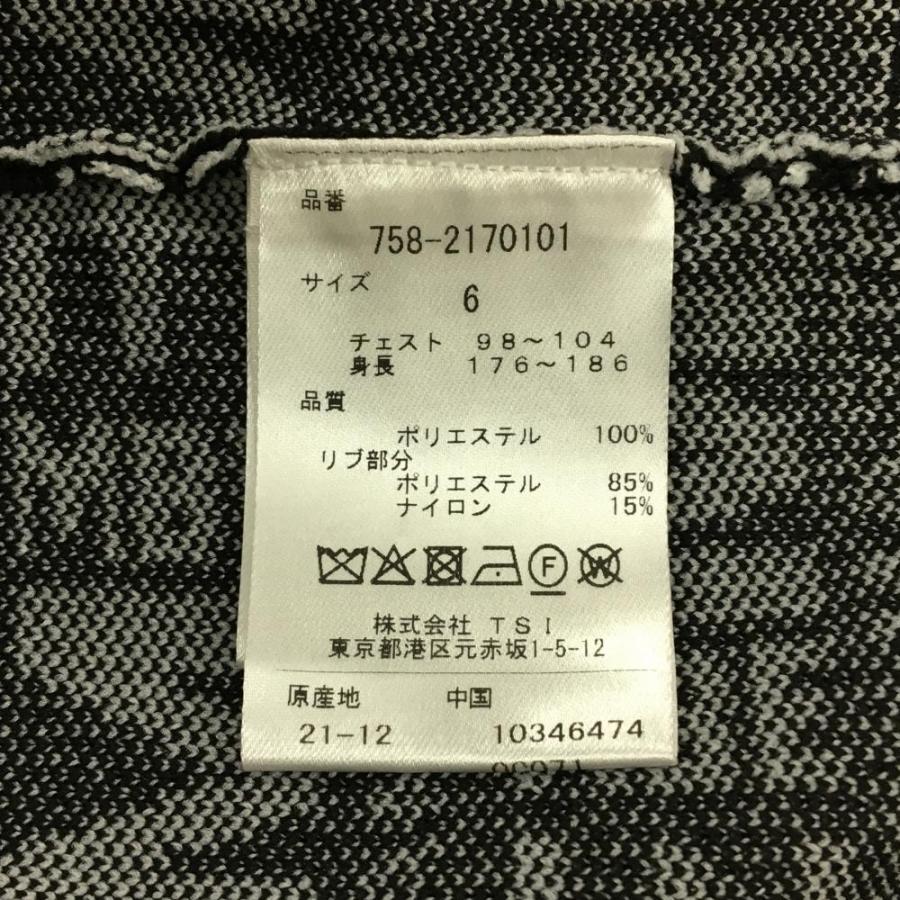 品番
758-2170101
サイズ
6
チェスト 98〜104
身長 176〜186
品質
ポリエステル 100%
リブ部分
ポリエステル 85%
ナイロン 15%
F W
株式会社 TSI
東京都港区元赤坂1-5-12
原産地 中国
21-12 10346474